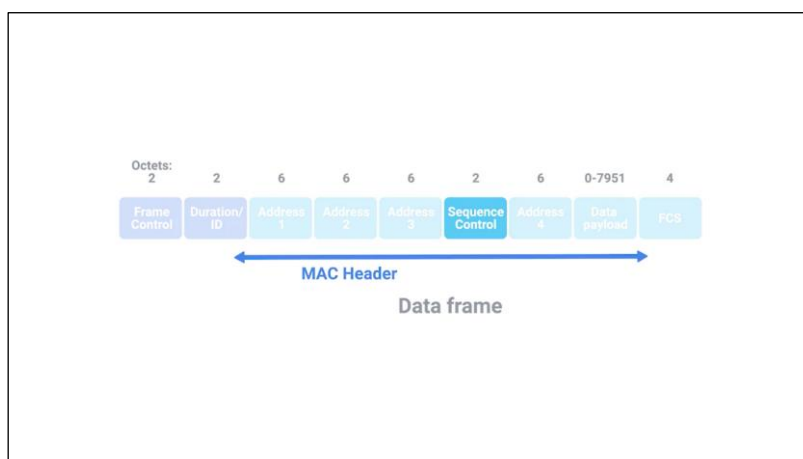 Octets:
2 2 6 6 6 2 6 0-7951 4
Frame Control Duration/ ID Address 1 Address 2 Address 3 Sequence Control Address 4 Data payload FCS
MAC Header
Data frame